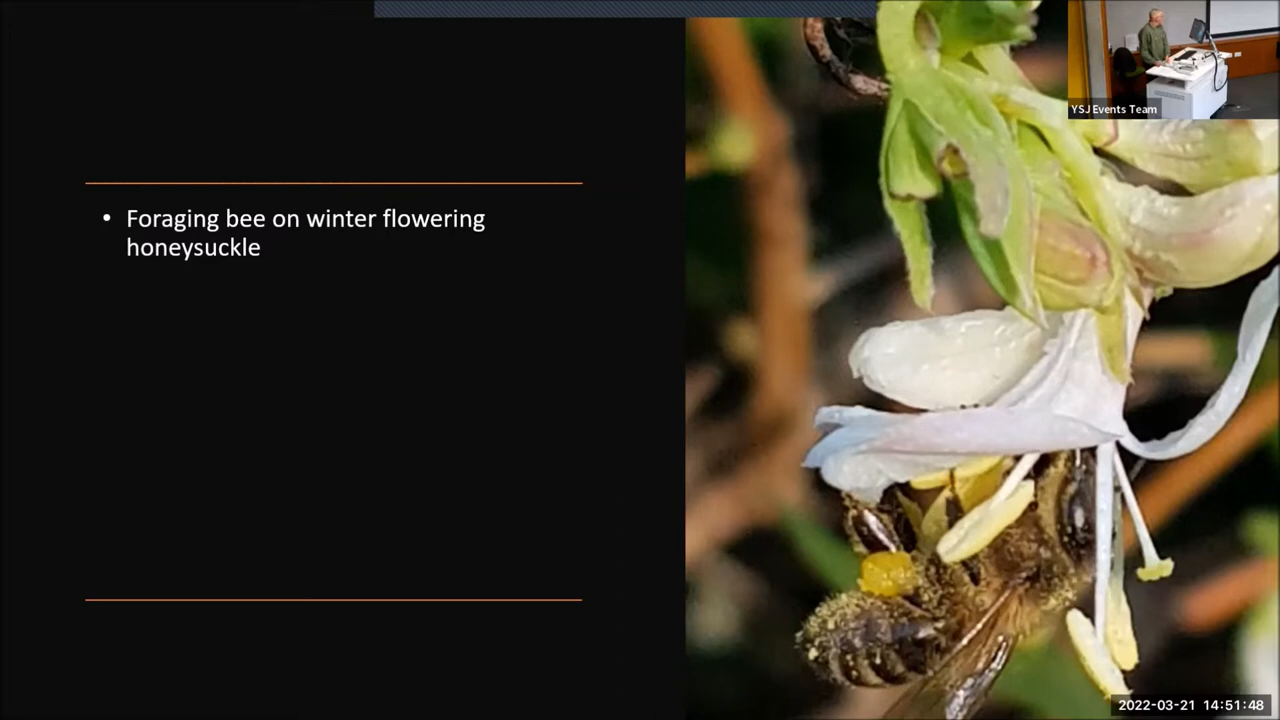 YSJ Events Team
• Foraging bee on winter flowering
honeysuckle
2022-03-21 14:51:48